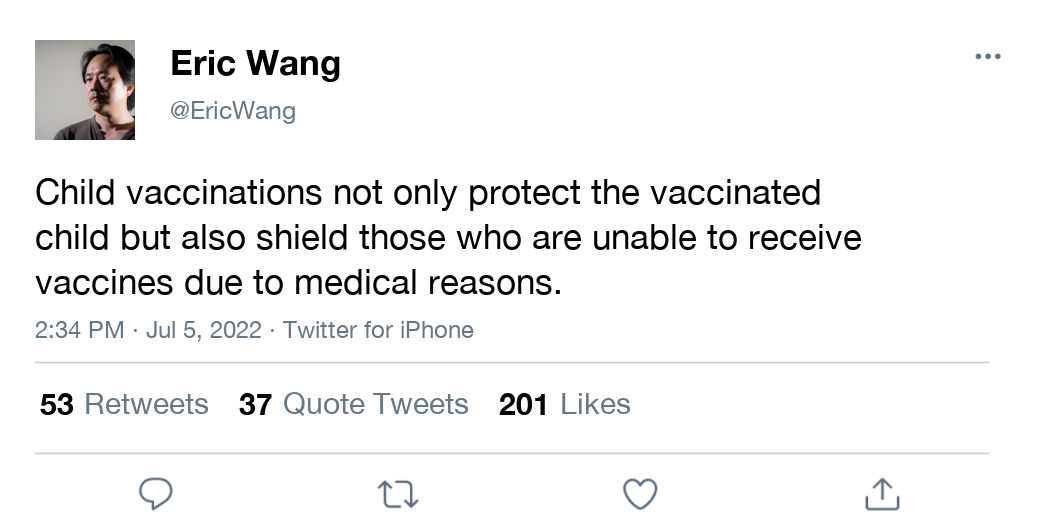 Eric Wang
@EricWang
Child vaccinations not only protect the vaccinated
child but also shield those who are unable to receive
vaccines due to medical reasons.
2:34 PM · Jul 5, 2022 · Twitter for iPhone
53 Retweets 37 Quote Tweets 201 Likes